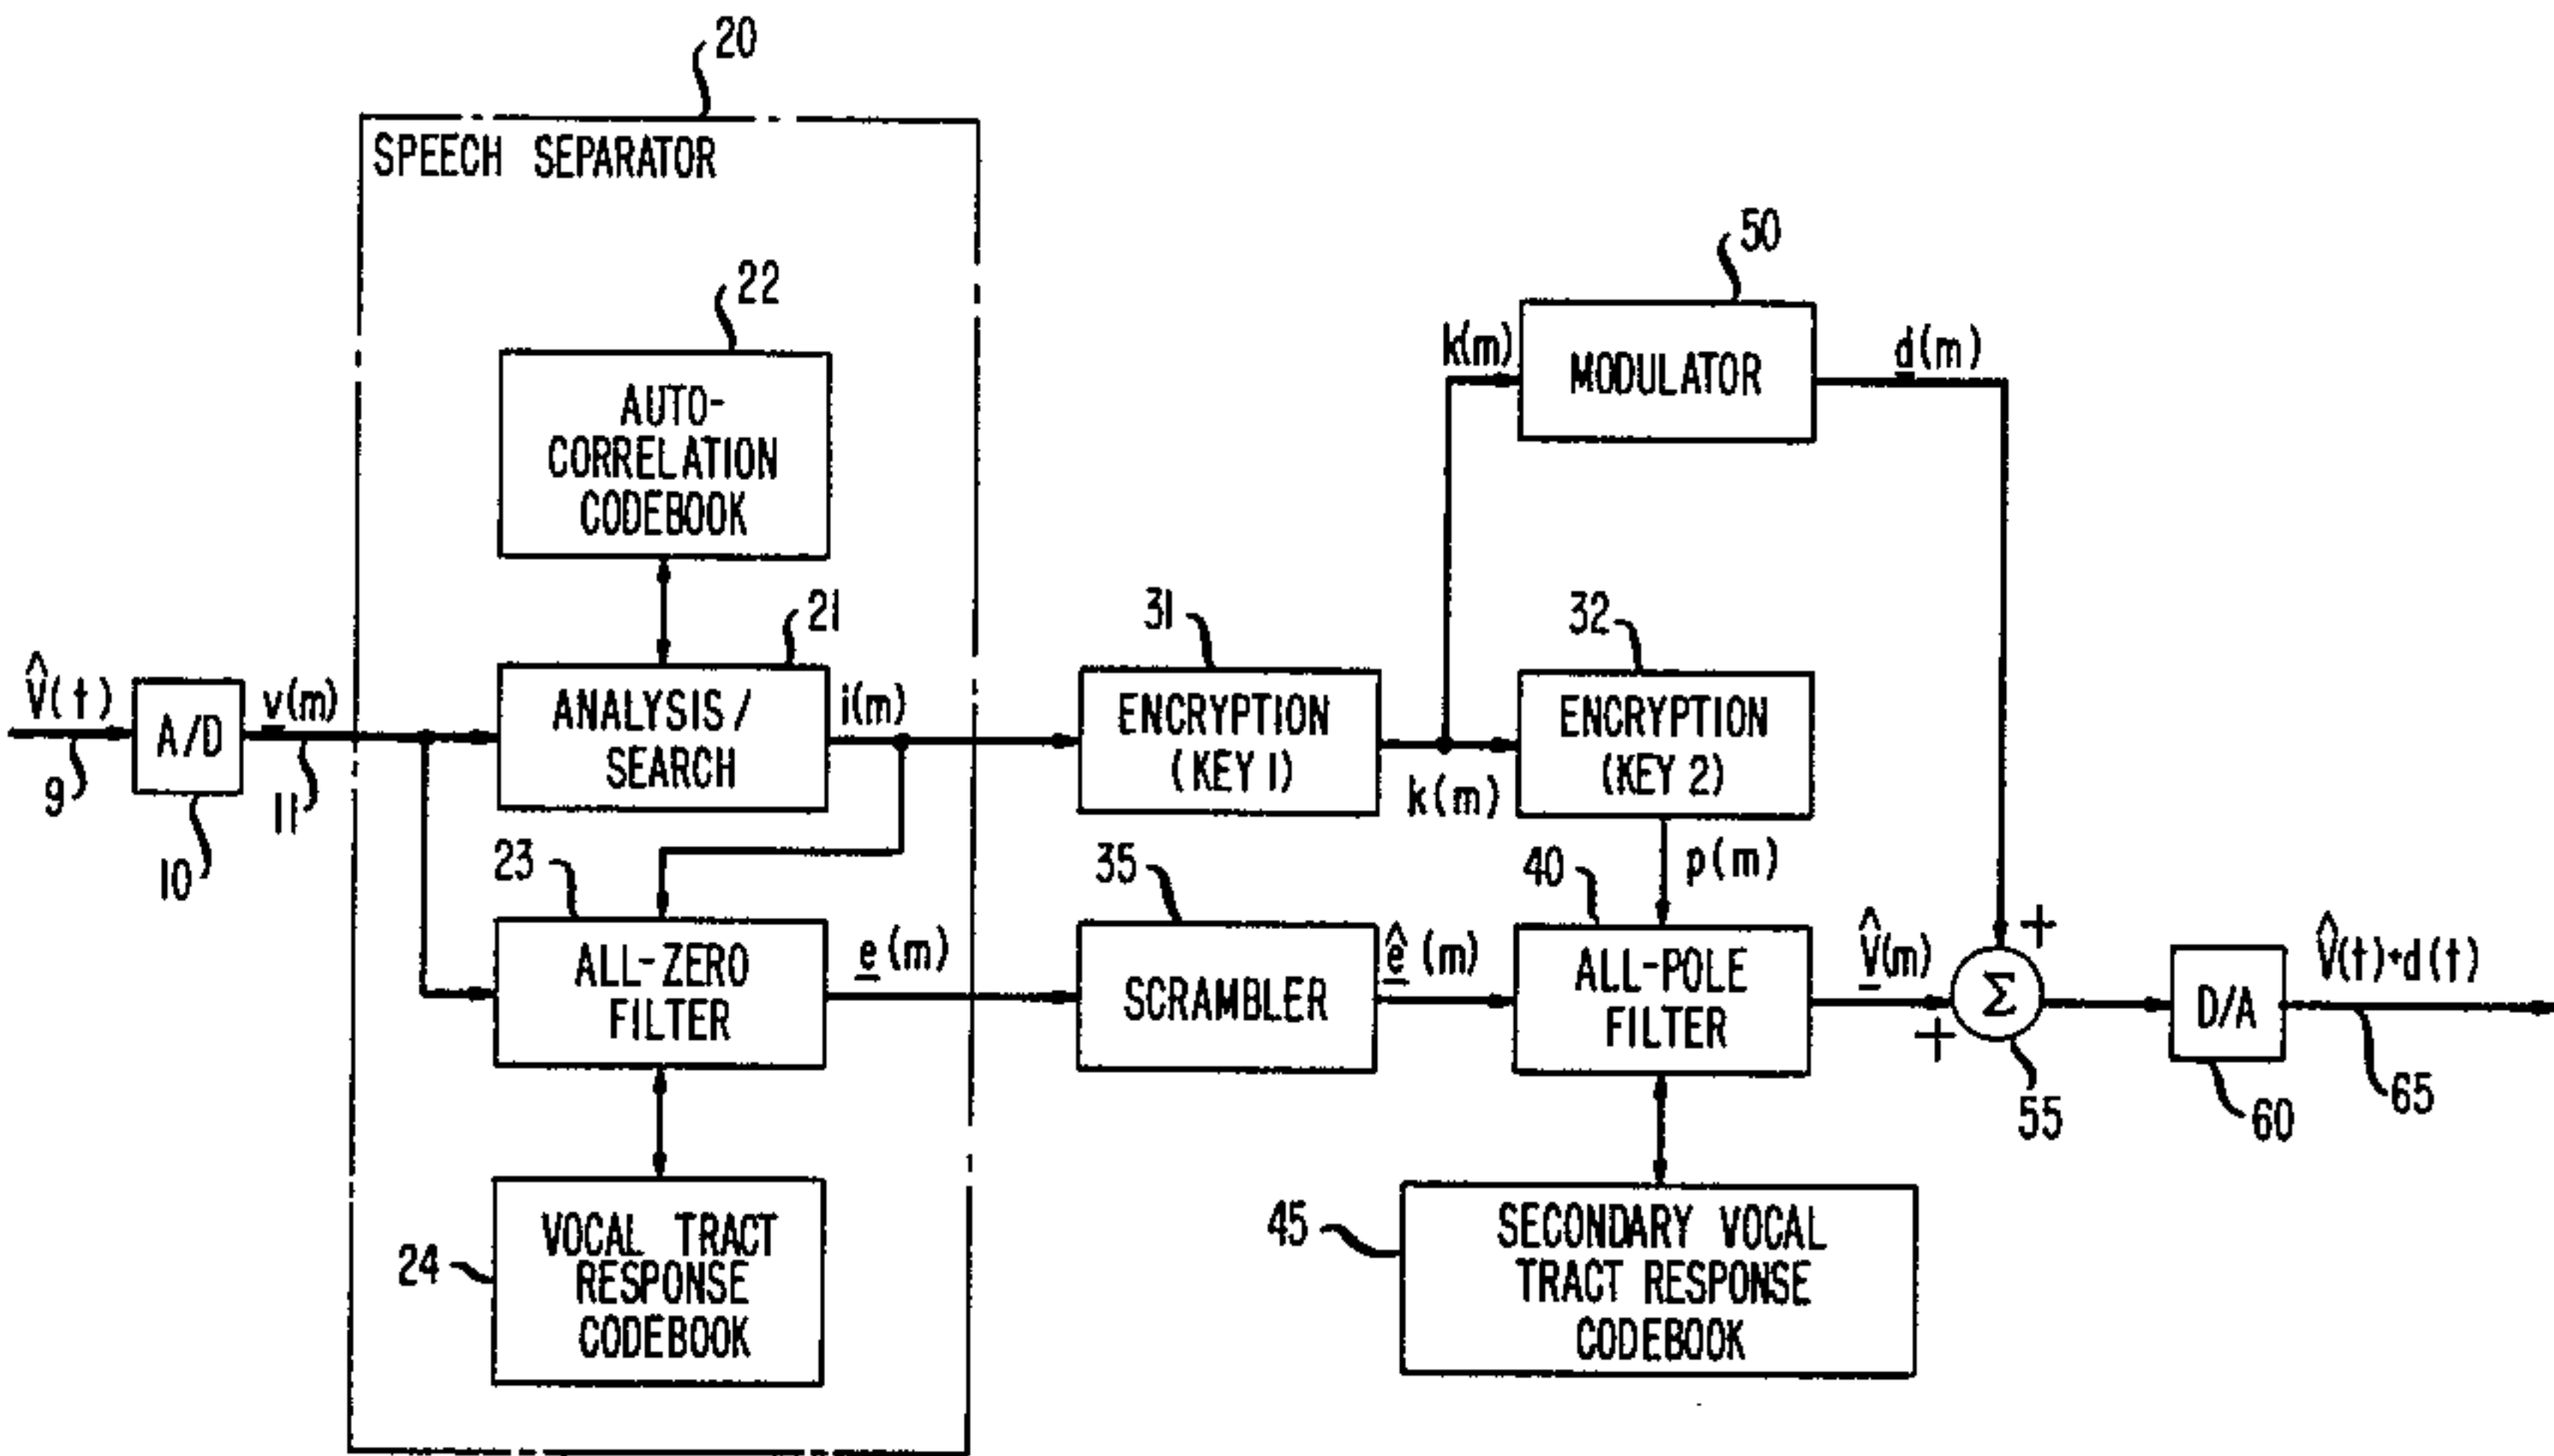 20
SPEECH SEPARATOR
22
AUTO-
CORRELATION
CODEBOOK
21
ANALYSIS/
SEARCH
V̂(t)
9
A/D
10
v(m)
11
i(m)
23
ALL-ZERO
FILTER
e(m)
24
VOCAL TRACT
RESPONSE
CODEBOOK
31
ENCRYPTION
(KEY 1)
k(m)
k(m)
50
MODULATOR
d(m)
32
ENCRYPTION
(KEY 2)
p(m)
35
SCRAMBLER
ê(m)
40
ALL-POLE
FILTER
V̂(m)
+
+
Σ
55
D/A
60
V̂(t)+d(t)
65
45
SECONDARY VOCAL
TRACT RESPONSE
CODEBOOK